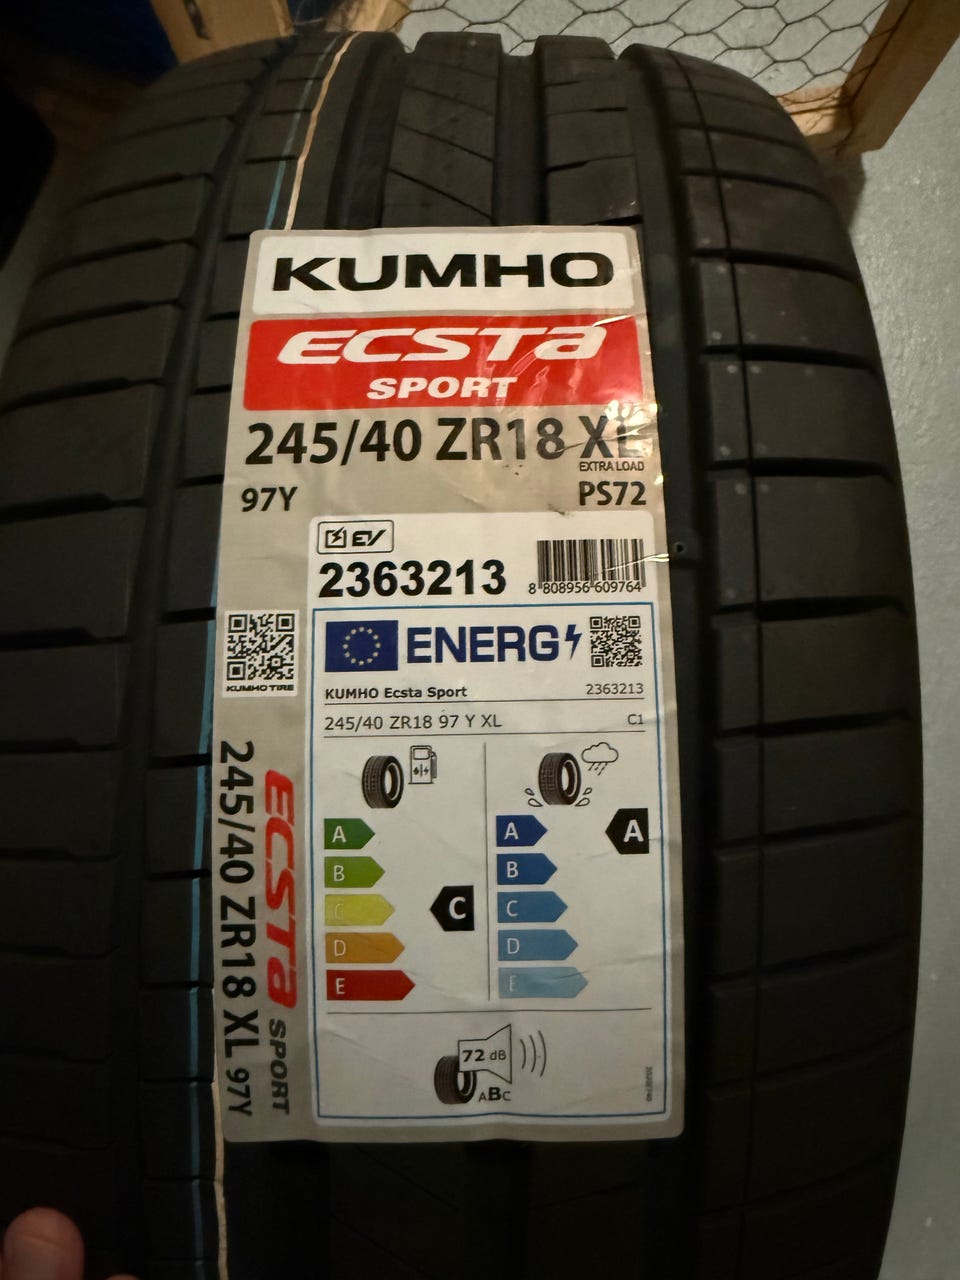 KUMHO
ECSTA
SPORT
245/40 ZR18 XL
EXTRA LOAD
97Y
PS72
EV
2363213
8 808956 609764
KUMHO TIRE
ENERG
KUMHO Ecsta Sport
2363213
245/40 ZR18 97 Y XL
C1
A
B
C
D
E
C
A
B
C
D
E
A
72 dB
ABC
ECSTA SPORT
245/40 ZR18 XL 97Y